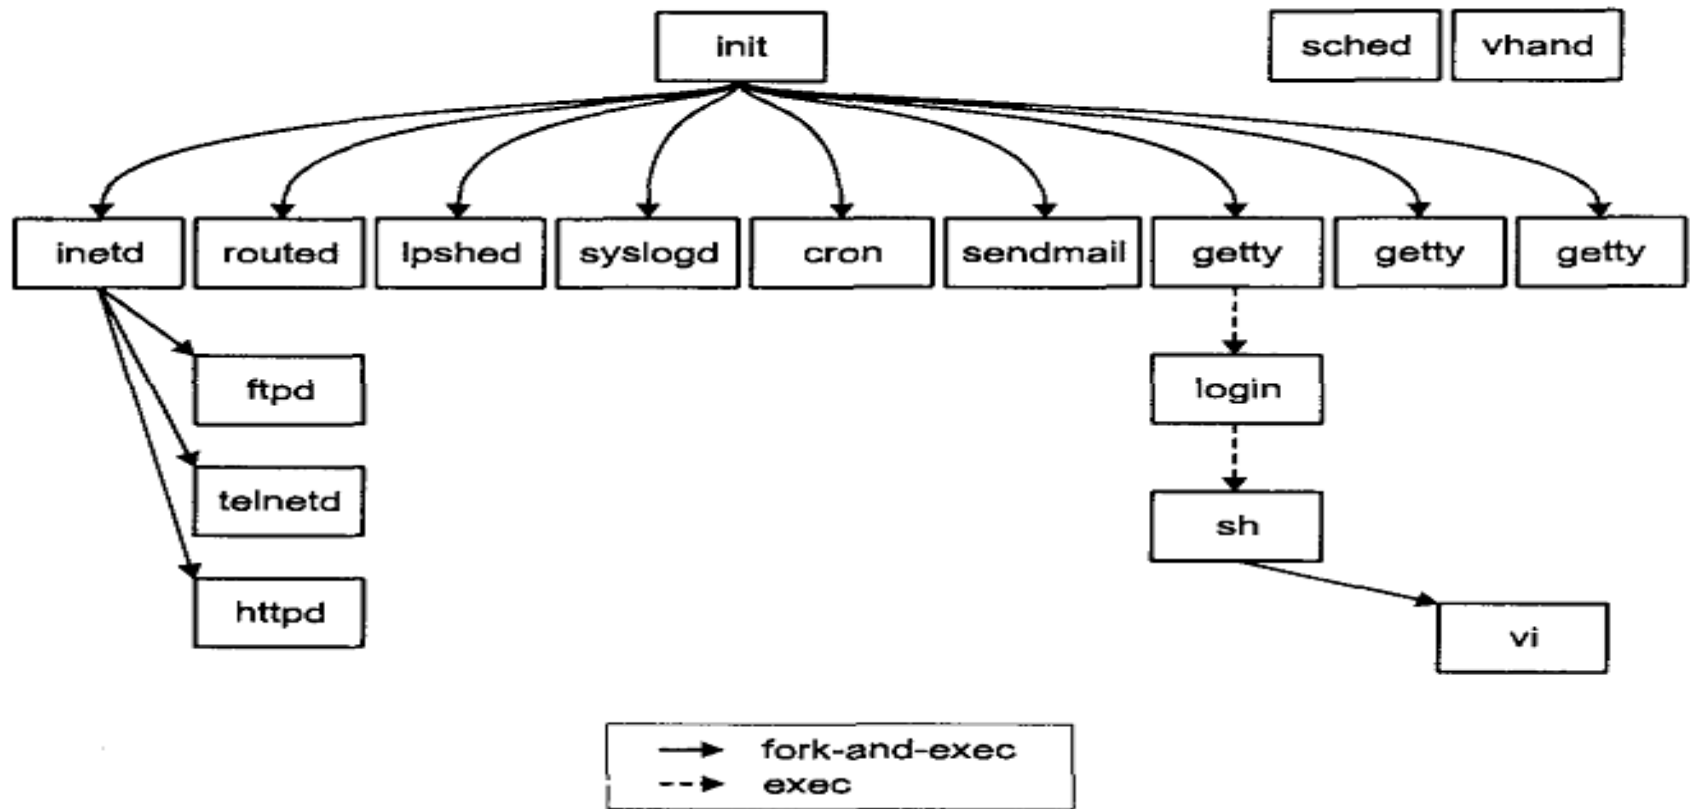 init
sched
vhand
inetd
routed
lpshed
syslogd
cron
sendmail
getty
getty
getty
ftpd
login
telnetd
sh
httpd
vi
fork-and-exec
exec